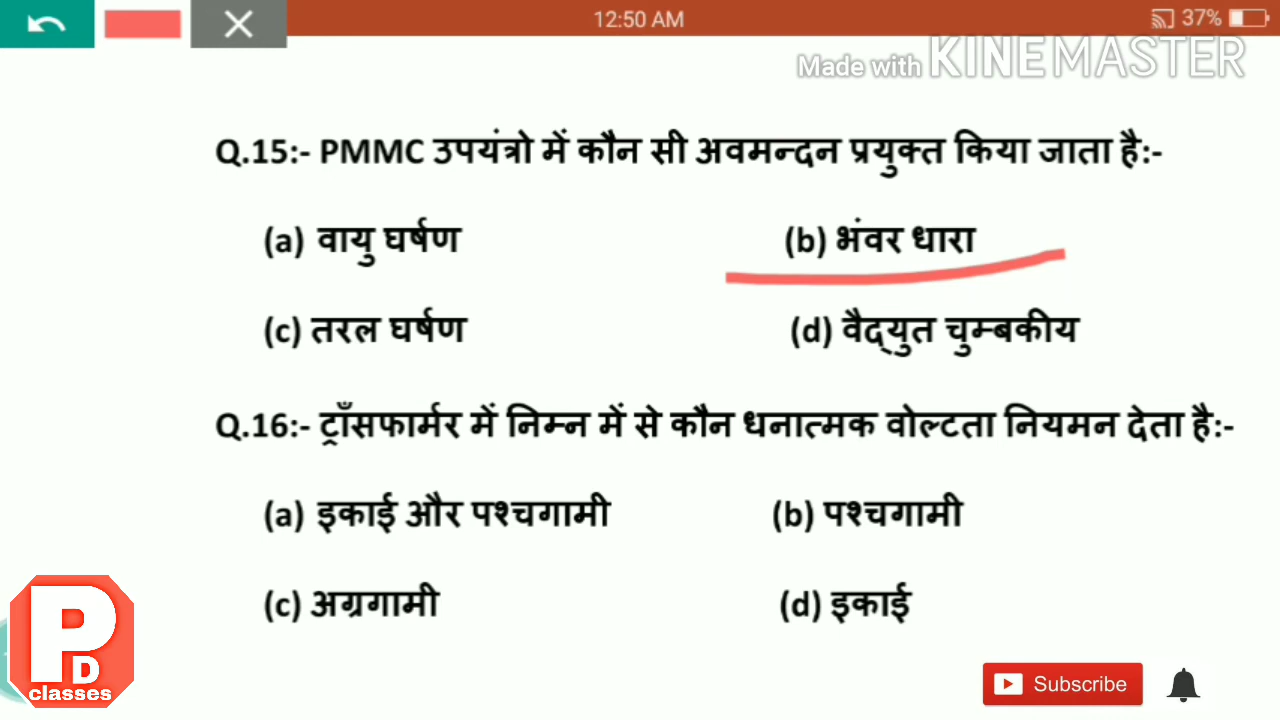 12:50 AM
37%
Made with KINEMASTER
Q.15:- PMMC उपयंत्रो में कौन सी अवमन्दन प्रयुक्त किया जाता है:-
(a) वायु घर्षण (b) भंवर धारा
(c) तरल घर्षण (d) वैद्युत चुम्बकीय
Q.16:- ट्राँसफार्मर में निम्न में से कौन धनात्मक वोल्टता नियमन देता है:-
(a) इकाई और पश्चगामी (b) पश्चगामी
(c) अग्रगामी (d) इकाई
PD
classes
Subscribe